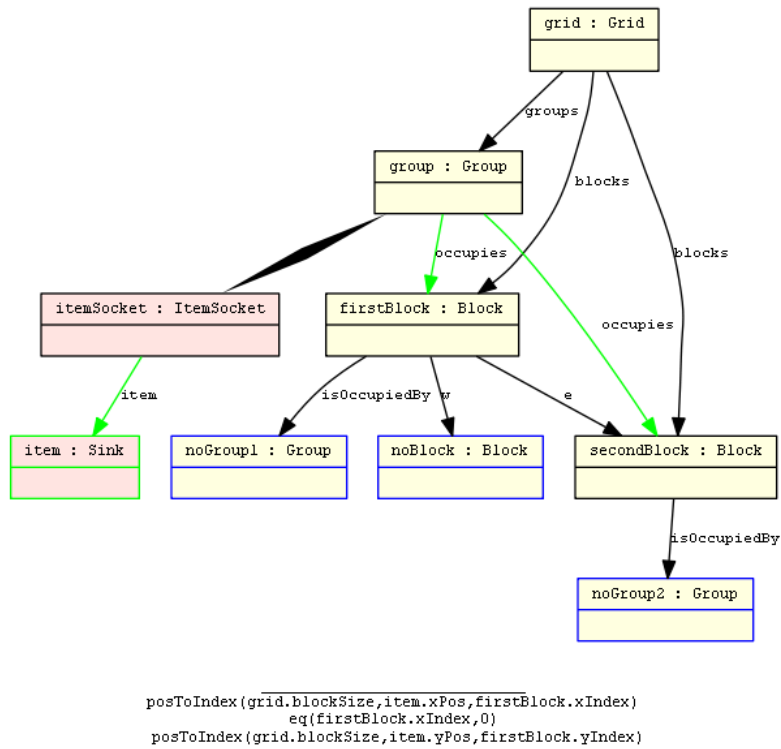 grid : Grid
groups
group : Group
blocks
blocks
occupies
itemSocket : ItemSocket
firstBlock : Block
occupies
item
isOccupiedBy
w
e
item : Sink
noGroup1 : Group
noBlock : Block
secondBlock : Block
isOccupiedBy
noGroup2 : Group
posToIndex(grid.blockSize,item.xPos,firstBlock.xIndex)
eq(firstBlock.xIndex,0)
posToIndex(grid.blockSize,item.yPos,firstBlock.yIndex)